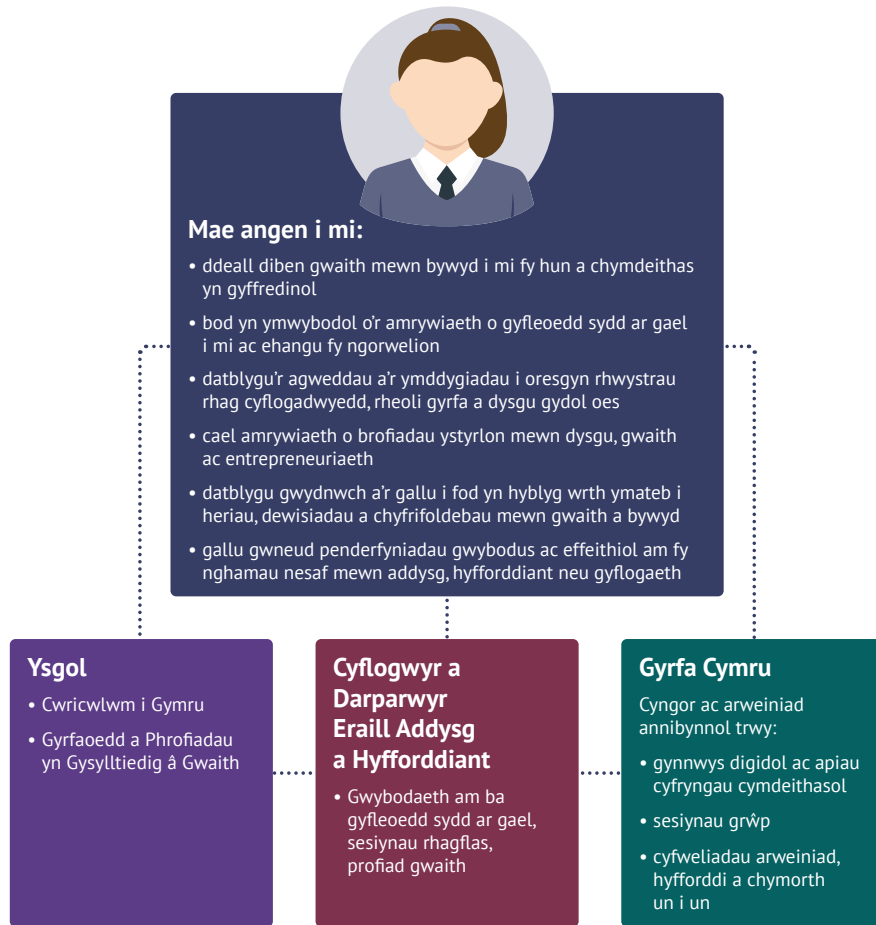 Mae angen i mi:
• ddeall diben gwaith mewn bywyd i mi fy hun a chymdeithas
yn gyffredinol
• bod yn ymwybodol o'r amrywiaeth o gyfleoedd sydd ar gael
i mi ac ehangu fy ngorwelion
• datblygu'r agweddau a'r ymddygiadau i oresgyn rhwystrau
rhag cyflogadwyedd, rheoli gyrfa a dysgu gydol oes
• cael amrywiaeth o brofiadau ystyrlon mewn dysgu, gwaith
ac entrepreneuriaeth
• datblygu gwydnwch a'r gallu i fod yn hyblyg wrth ymateb i
heriau, dewisiadau a chyfrifoldebau mewn gwaith a bywyd
• gallu gwneud penderfyniadau gwybodus ac effeithiol am fy
nghamau nesaf mewn addysg, hyfforddiant neu gyflogaeth
Ysgol
• Cwricwlwm i Gymru
• Gyrfaoedd a Phrofiadau
yn Gysylltiedig â Gwaith
Cyflogwyr a
Darparwyr
Eraill Addysg
a Hyfforddiant
• Gwybodaeth am ba
gyfleoedd sydd ar gael,
sesiynau rhagflas,
profiad gwaith
Gyrfa Cymru
Cyngor ac arweiniad
annibynnol trwy:
• gynnwys digidol ac apiau
cyfryngau cymdeithasol
• sesiynau grŵp
• cyfweliadau arweiniad,
hyfforddi a chymorth
un i un